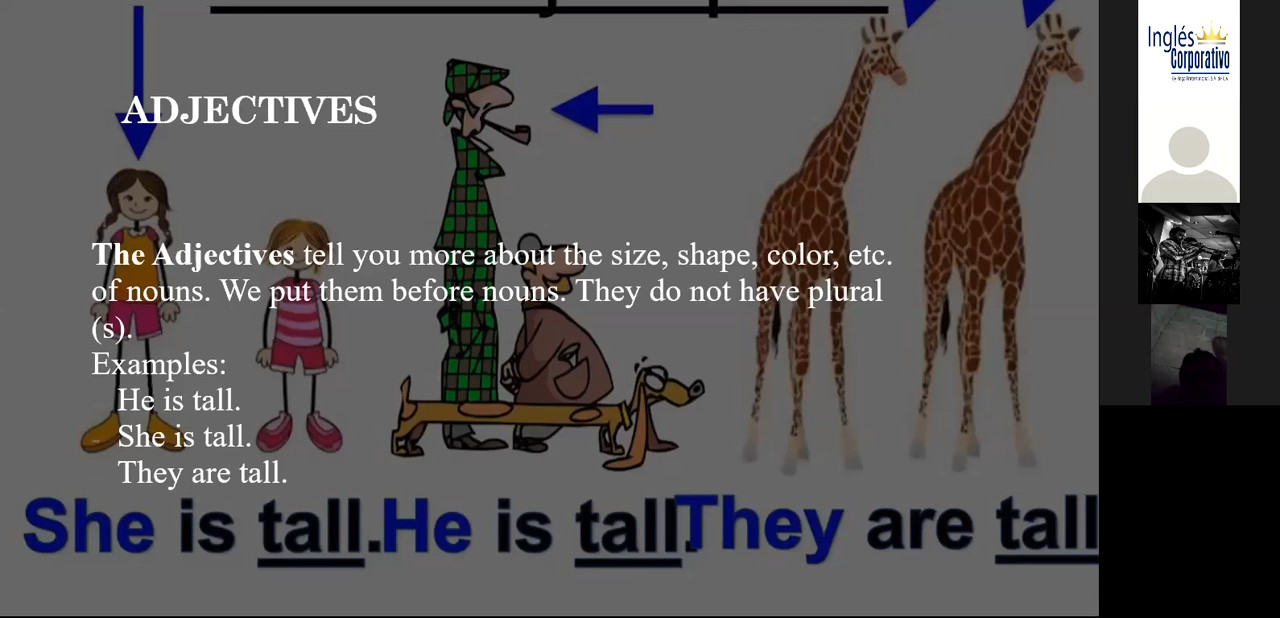 ADJECTIVES
The Adjectives tell you more about the size, shape, color, etc.
of nouns. We put them before nouns. They do not have plural
(s).
Examples:
He is tall.
She is tall.
They are tall.
She is tall. He is tall. They are tall
Inglés
Corporativo